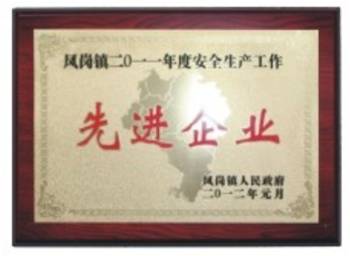 凤岗镇二〇一一年度安全生产工作
先进企业
凤岗镇人民政府
二〇一二年元月